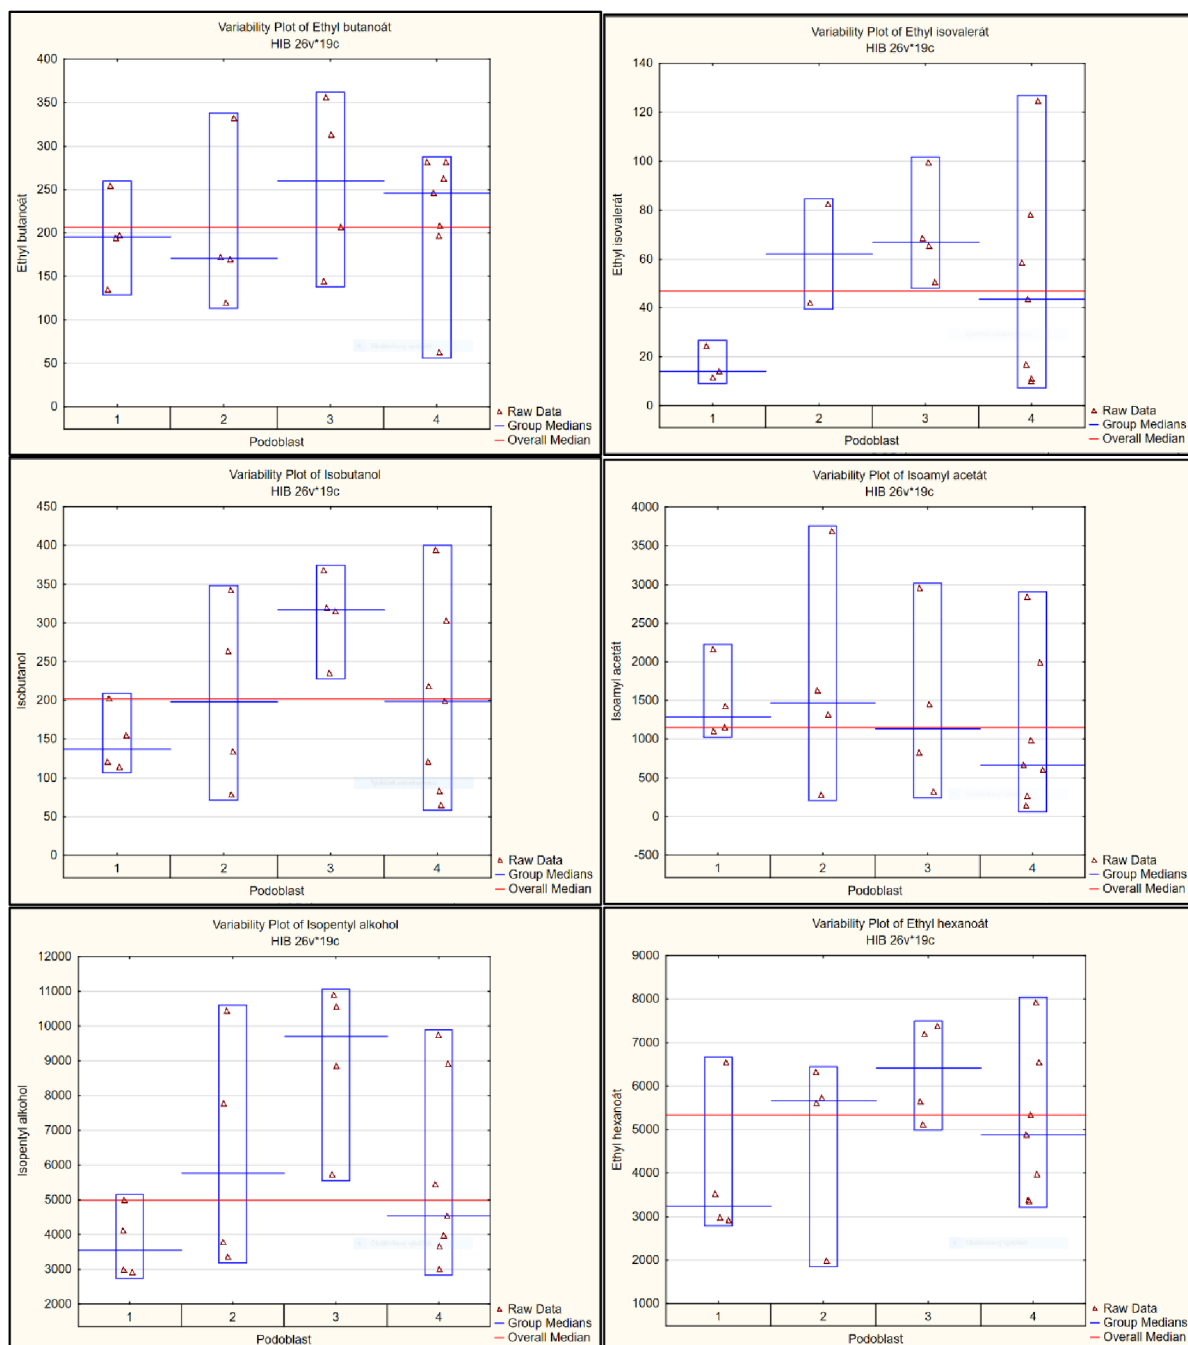 Variability Plot of Ethyl butanoát
HIB 26v*19c
400
350
300
250
200
150
100
50
0
Ethyl butanoát
1 2 3 4
Podoblast
Raw Data
Group Medians
Overall Median
Variability Plot of Ethyl isovalerát
HIB 26v*19c
140
120
100
80
60
40
20
0
Ethyl isovalerát
1 2 3 4
Podoblast
Raw Data
Group Medians
Overall Median
Variability Plot of Isobutanol
HIB 26v*19c
450
400
350
300
250
200
150
100
50
0
Isobutanol
1 2 3 4
Podoblast
Raw Data
Group Medians
Overall Median
Variability Plot of Isoamyl acetát
HIB 26v*19c
4000
3500
3000
2500
2000
1500
1000
500
0
-500
Isoamyl acetát
1 2 3 4
Podoblast
Raw Data
Group Medians
Overall Median
Variability Plot of Isopentyl alkohol
HIB 26v*19c
12000
11000
10000
9000
8000
7000
6000
5000
4000
3000
2000
Isopentyl alkohol
1 2 3 4
Podoblast
Raw Data
Group Medians
Overall Median
Variability Plot of Ethyl hexanoát
HIB 26v*19c
9000
8000
7000
6000
5000
4000
3000
2000
1000
Ethyl hexanoát
1 2 3 4
Podoblast
Raw Data
Group Medians
Overall Median